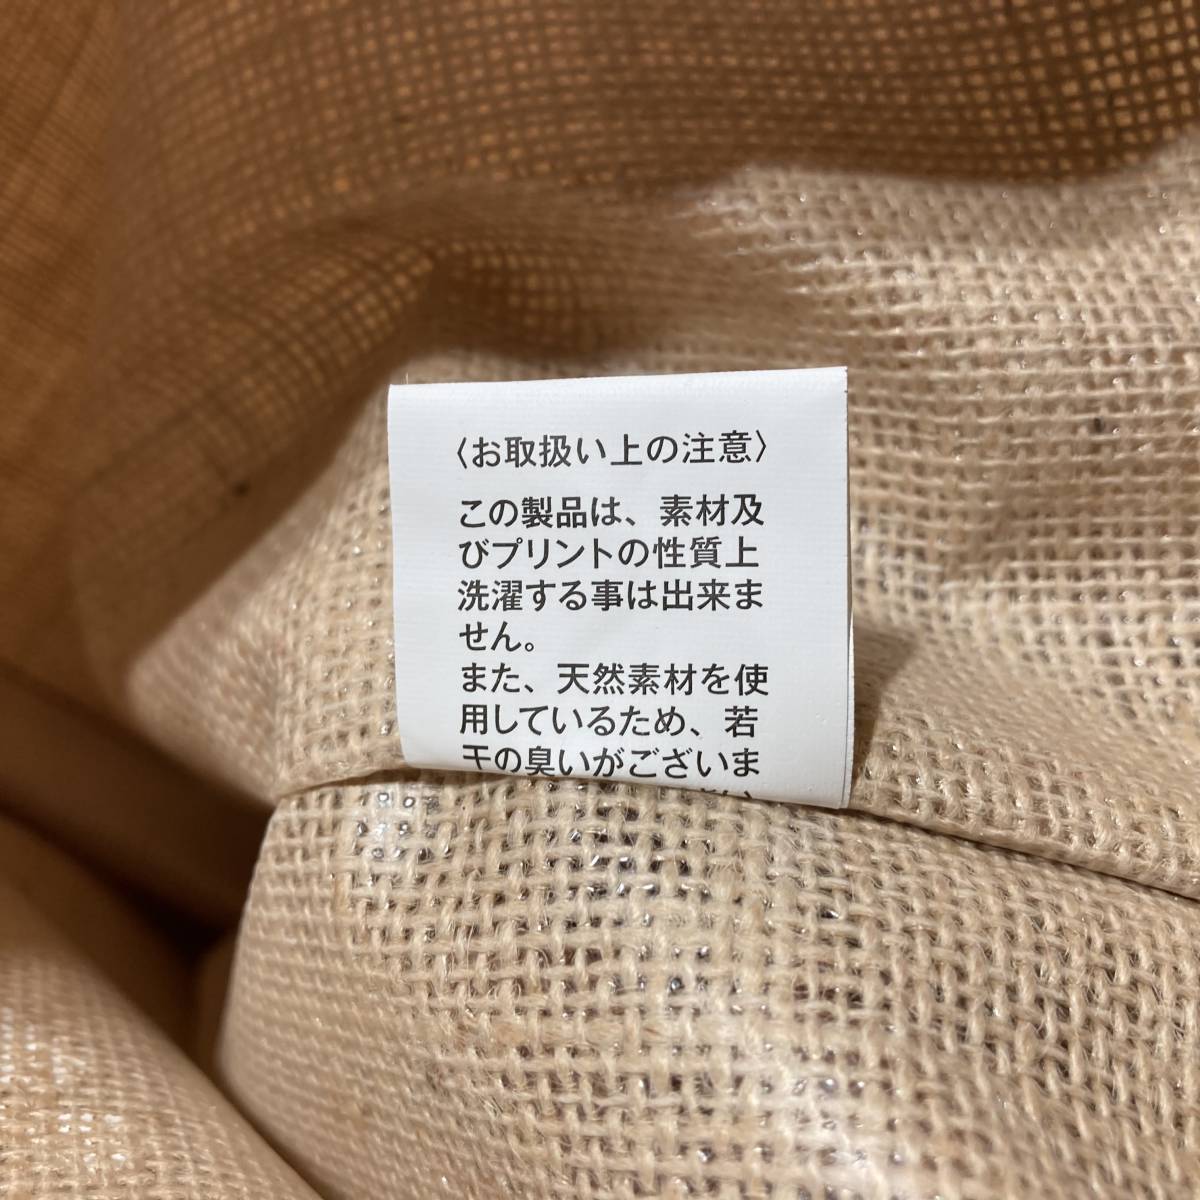 〈お取扱い上の注意〉
この製品は、素材及
びプリントの性質上
洗濯する事は出来ま
せん。
また、天然素材を使
用しているため、若
干の臭いがございま